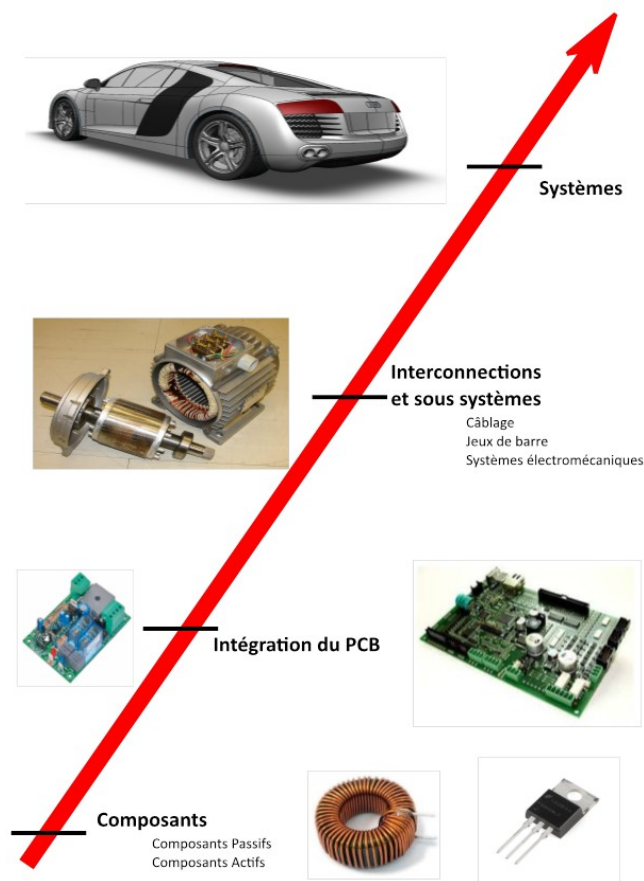 Systèmes
Interconnections
et sous systèmes
Câblage
Jeux de barre
Systèmes électromécaniques
Intégration du PCB
Composants
Composants Passifs
Composants Actifs